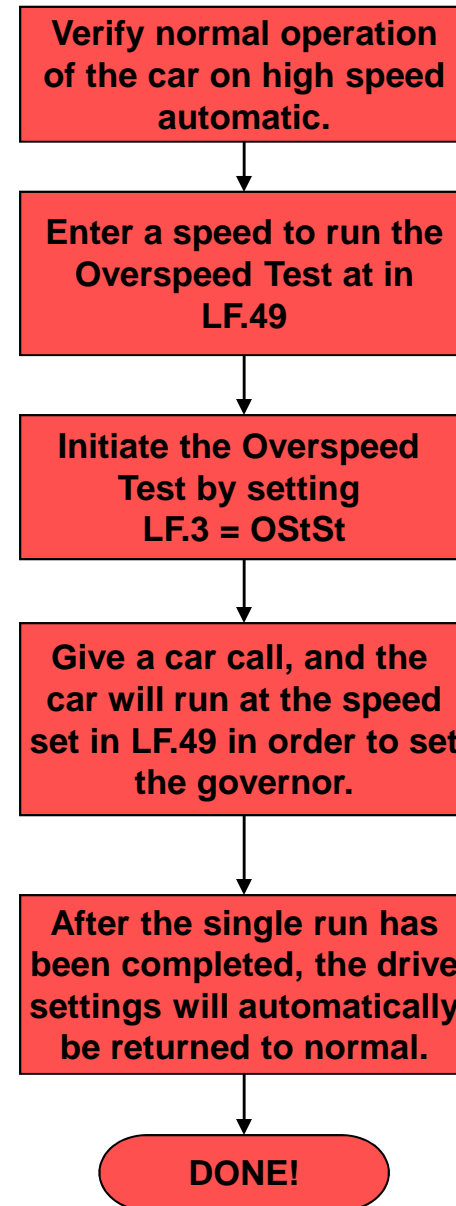 Verify normal operation
of the car on high speed
automatic.
Enter a speed to run the
Overspeed Test at in
LF.49
Initiate the Overspeed
Test by setting
LF.3 = OStSt
Give a car call, and the
car will run at the speed
set in LF.49 in order to set
the governor.
After the single run has
been completed, the drive
settings will automatically
be returned to normal.
DONE!